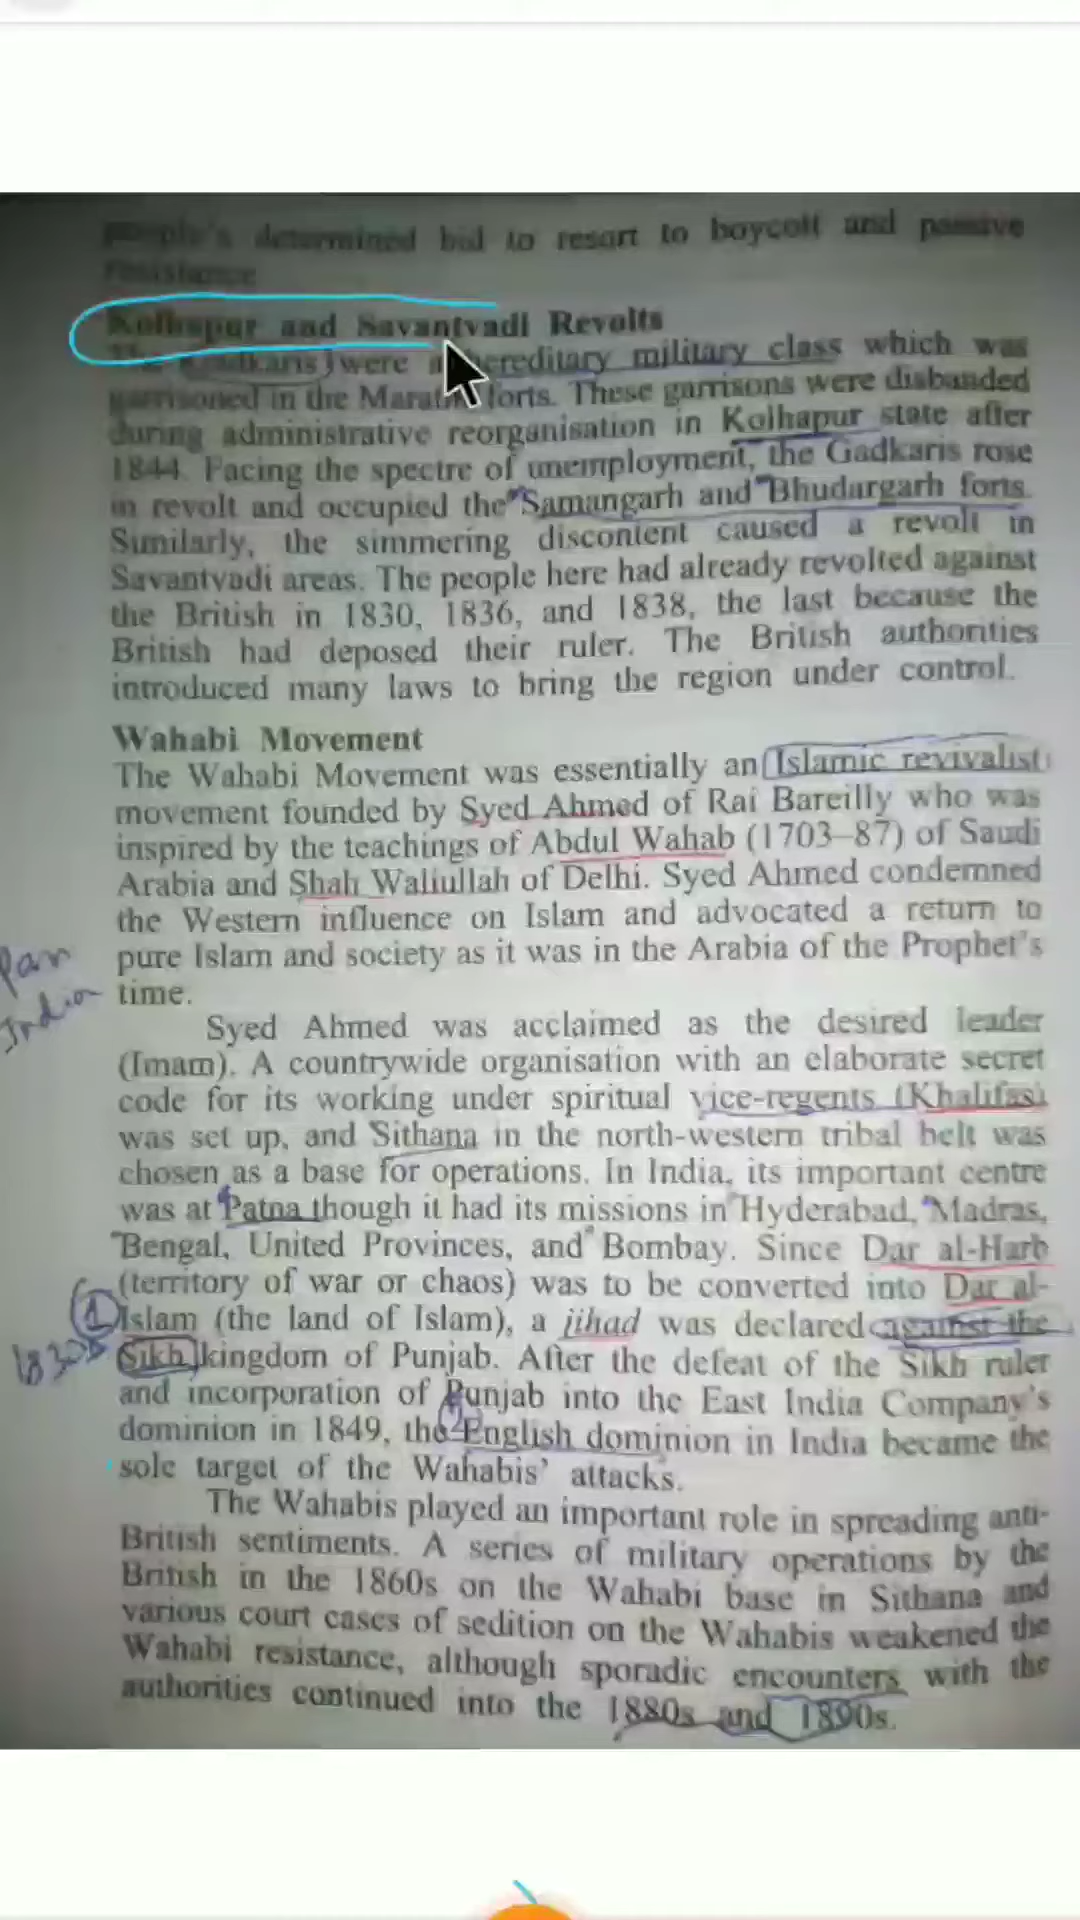 people's determined bid to resort to boycott and passive
resistance
Kolhapur and Savantvadi Revolts
The Gadkaris were a hereditary military class which was
garrisoned in the Maratha forts. These garrisons were disbanded
during administrative reorganisation in Kolhapur state after
1844. Facing the spectre of unemployment, the Gadkaris rose
in revolt and occupied the Samangarh and Bhudargarh forts.
Similarly, the simmering discontent caused a revolt in
Savantvadi areas. The people here had already revolted against
the British in 1830, 1836, and 1838, the last because the
British had deposed their ruler. The British authorities
introduced many laws to bring the region under control.
Wahabi Movement
The Wahabi Movement was essentially an Islamic revivalist
movement founded by Syed Ahmed of Rai Bareilly who was
inspired by the teachings of Abdul Wahab (1703–87) of Saudi
Arabia and Shah Waliullah of Delhi. Syed Ahmed condemned
the Western influence on Islam and advocated a return to
pure Islam and society as it was in the Arabia of the Prophet's
time.
Pan
India
Syed Ahmed was acclaimed as the desired leader
(Imam). A countrywide organisation with an elaborate secret
code for its working under spiritual vice-regents (Khalifas)
was set up, and Sithana in the north-western tribal belt was
chosen as a base for operations. In India, its important centre
was at Patna though it had its missions in Hyderabad, Madras,
Bengal, United Provinces, and Bombay. Since Dar al-Harb
(territory of war or chaos) was to be converted into Dar al-
1 Islam (the land of Islam), a jihad was declared against the
1830s Sikh kingdom of Punjab. After the defeat of the Sikh ruler
and incorporation of Punjab into the East India Company's
dominion in 1849, the 2 English dominion in India became the
sole target of the Wahabis' attacks.
The Wahabis played an important role in spreading anti-
British sentiments. A series of military operations by the
British in the 1860s on the Wahabi base in Sithana and
various court cases of sedition on the Wahabis weakened the
Wahabi resistance, although sporadic encounters with the
authorities continued into the 1880s and 1890s.